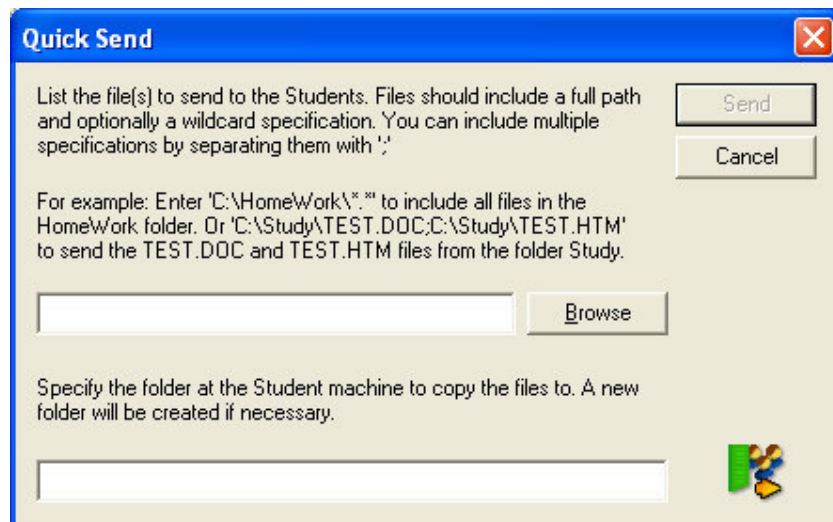 Quick Send
List the file(s) to send to the Students. Files should include a full path
and optionally a wildcard specification. You can include multiple
specifications by separating them with ';'
Send
Cancel
For example: Enter 'C:\HomeWork\*.*' to include all files in the
HomeWork folder. Or 'C:\Study\TEST.DOC;C:\Study\TEST.HTM'
to send the TEST.DOC and TEST.HTM files from the folder Study.
Browse
Specify the folder at the Student machine to copy the files to. A new
folder will be created if necessary.